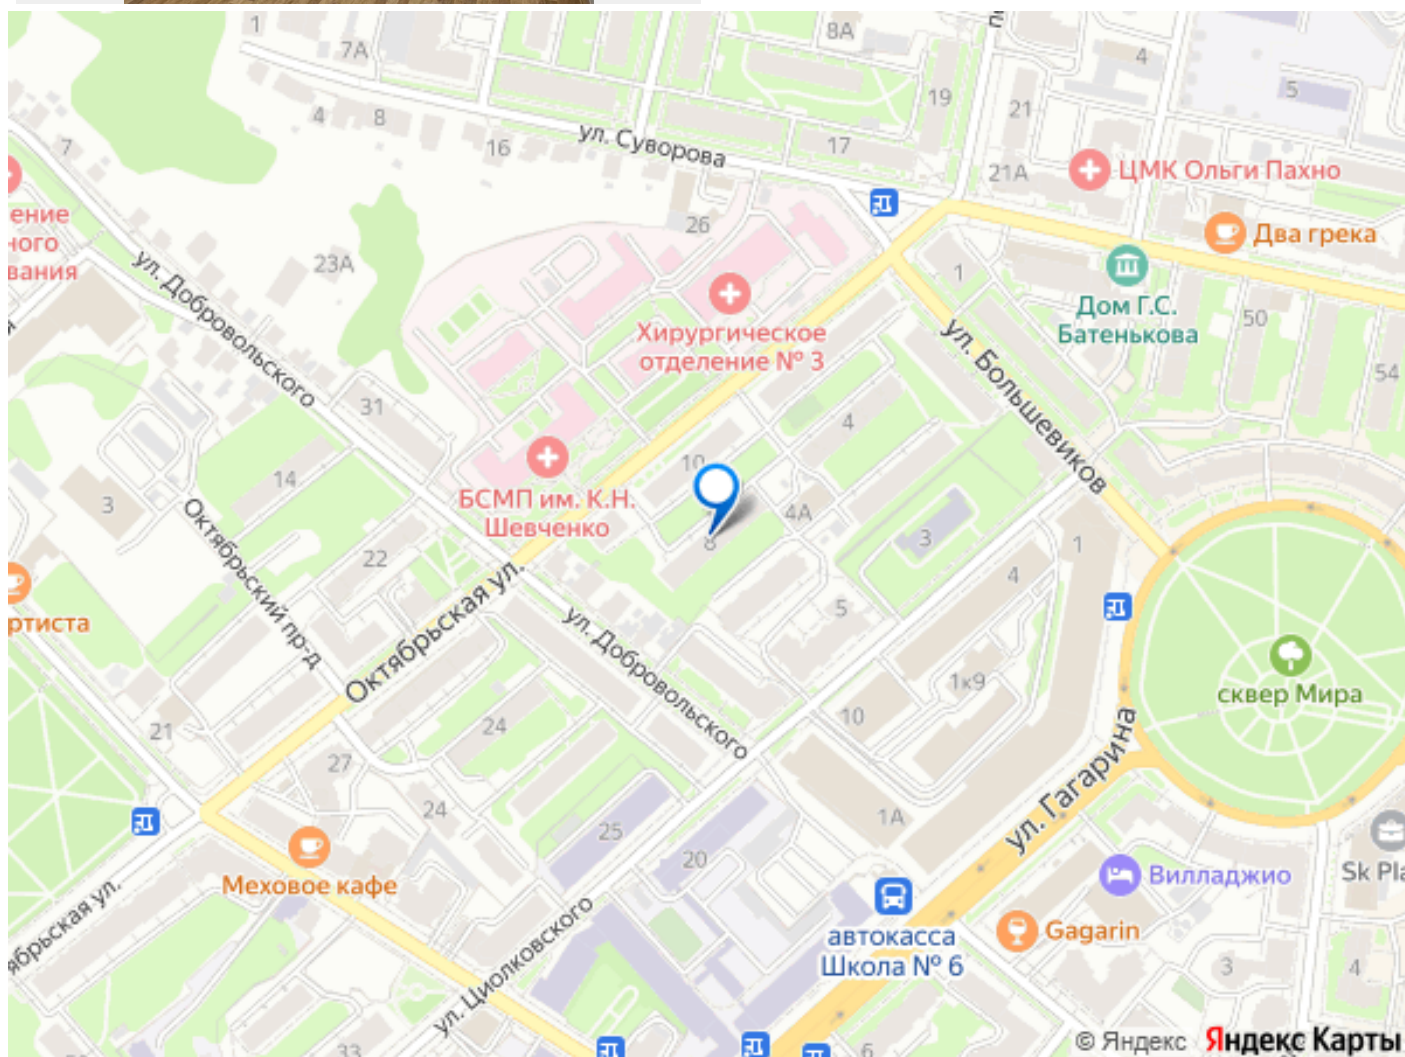 1
7А
8А
4
5
4
8
19
21
7
16
ул. Суворова
17
21А
ЦМК Ольги Пахно
ение
ного
вания
26
Два грека
23А
ул. Добровольского
1
Дом Г.С.
Батенькова
50
Хирургическое
отделение № 3
54
ул. Большевиков
31
4
10
14
3
БСМП им. К.Н.
Шевченко
4А
8
3
1
Октябрьский пр-д
22
Октябрьская ул.
4
5
ртиста
ул. Добровольского
1к9
сквер Мира
10
21
24
27
ул. Гагарина
24
25
1А
20
Меховое кафе
Вилладжио
Sk Pla
ябрьская ул.
ул. Циолковского
автокасса
Школа № 6
Gagarin
3
4
33
6
© Яндекс Яндекс Карты